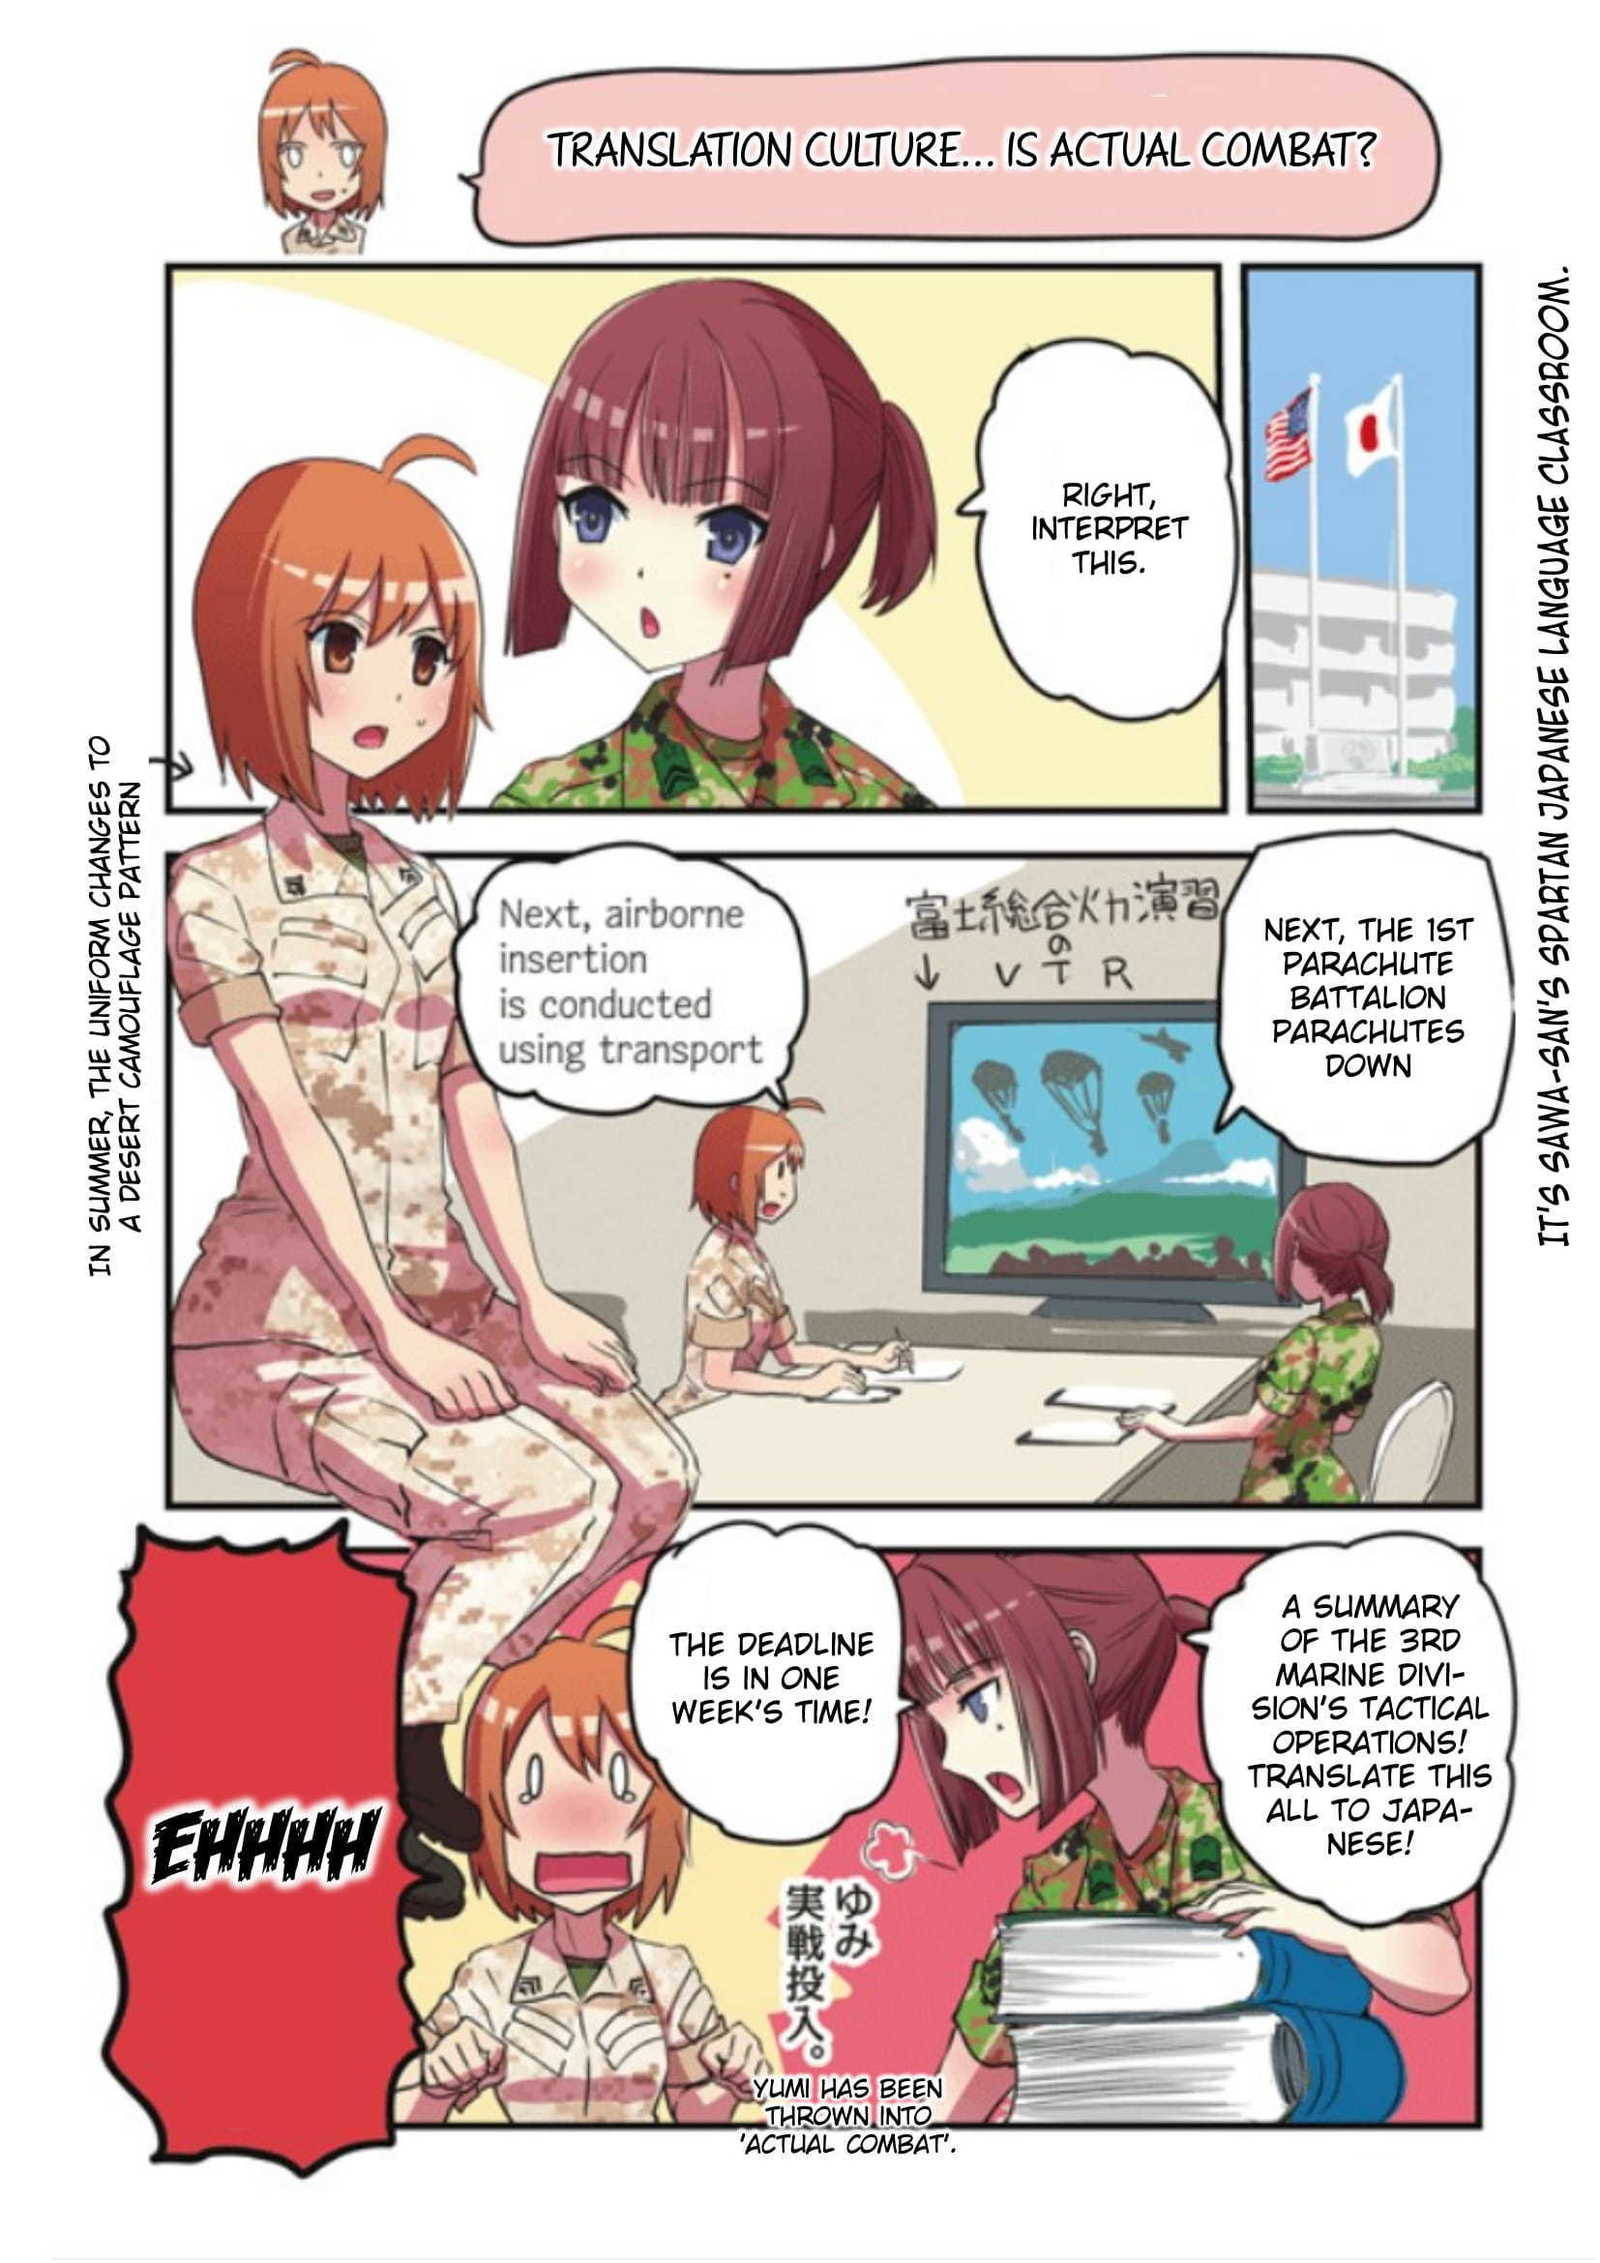 TRANSLATION CULTURE... IS ACTUAL COMBAT?
IT'S SAWA-SAN'S SPARTAN JAPANESE LANGUAGE CLASSROOM.
RIGHT,
INTERPRET
THIS.
IN SUMMER, THE UNIFORM CHANGES TO
A DESERT CAMOUFLAGE PATTERN
NEXT, THE 1ST
PARACHUTE
BATTALION
PARACHUTES
DOWN
富士総合火力演習
の
↓ VTR
Next, airborne
insertion
is conducted
using transport
A SUMMARY
OF THE 3RD
MARINE DIVI-
SION'S TACTICAL
OPERATIONS!
TRANSLATE THIS
ALL TO JAPA-
NESE!
THE DEADLINE
IS IN ONE
WEEK'S TIME!
ゆみ
実戦投入。
YUMI HAS BEEN
THROWN INTO
'ACTUAL COMBAT'.
EHHHH